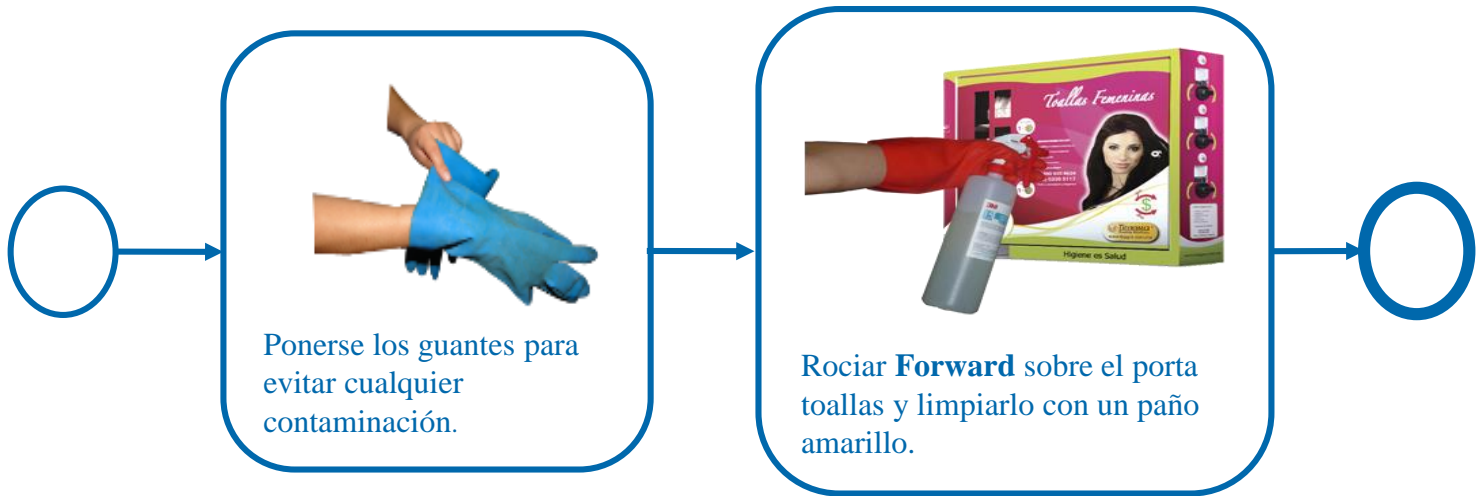 Ponerse los guantes para
evitar cualquier
contaminación.
Toallas Femeninas
3M
Higiene es Salud
Rociar Forward sobre el porta
toallas y limpiarlo con un paño
amarillo.